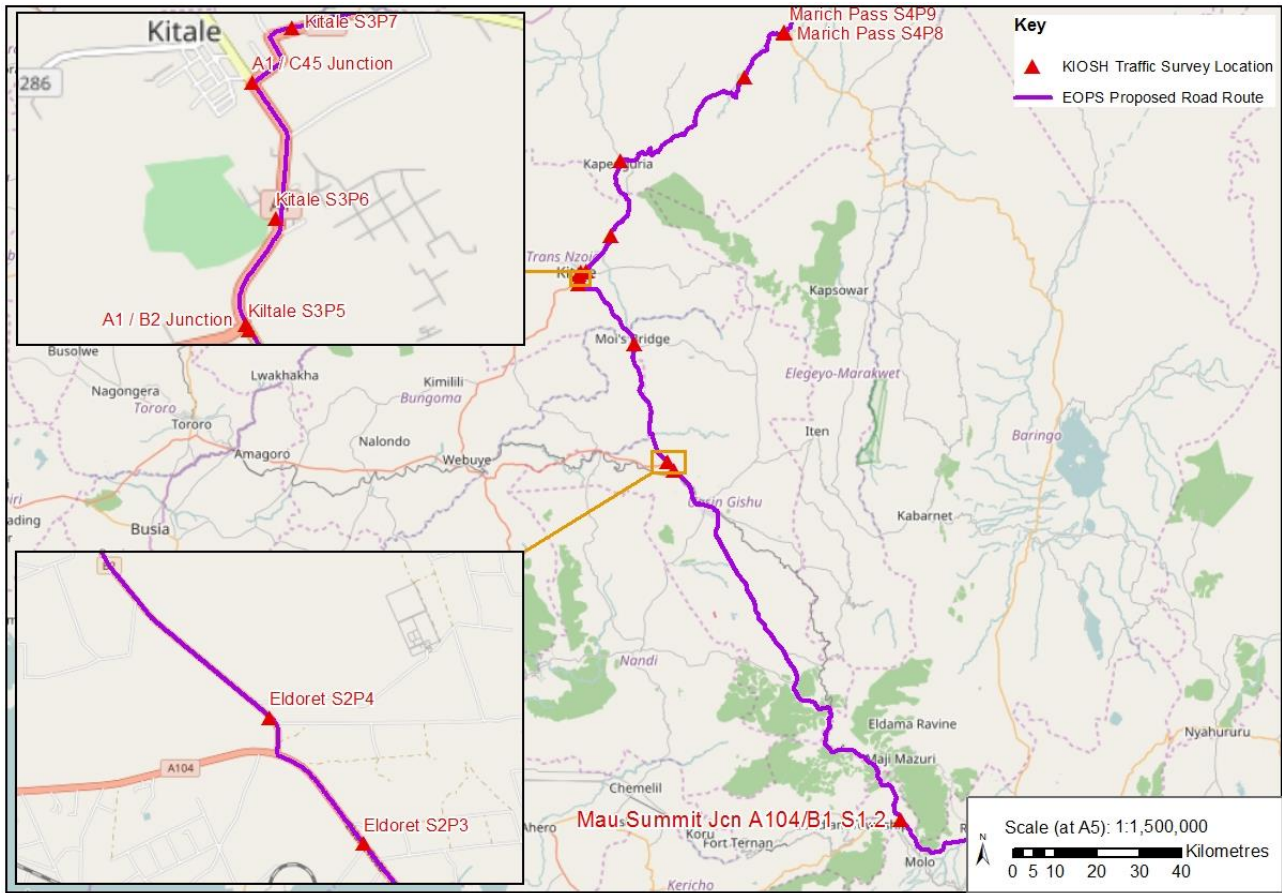 Kitale
Kitale S3P7
A1 / C45 Junction
286
Kitale S3P6
A1 / B2 Junction
Kiltale S3P5
Marich Pass S4P9
Marich Pass S4P8
Key
KIOSH Traffic Survey Location
EOPS Proposed Road Route
Trans Nzoia
Moi's Bridge
Kapsowar
Elegeyo-Marakwet
Busolwe
Nagongera
Tororo
Tororo
Lwakhakha
Kimilili
Bungoma
Nalondo
Amagoro
Webuye
Iten
Baringo
Busia
Kabarnet
Nandi
Eldama Ravine
Nyahururu
B2
Eldoret S2P4
A104
Eldoret S2P3
Maji Mazuri
Chemelil
Ahero
Koru
Fort Ternan
Mau Summit Jcn A104/B1 S1,2
Molo
Kericho
N
Scale (at A5): 1:1,500,000
Kilometres
0 5 10 20 30 40